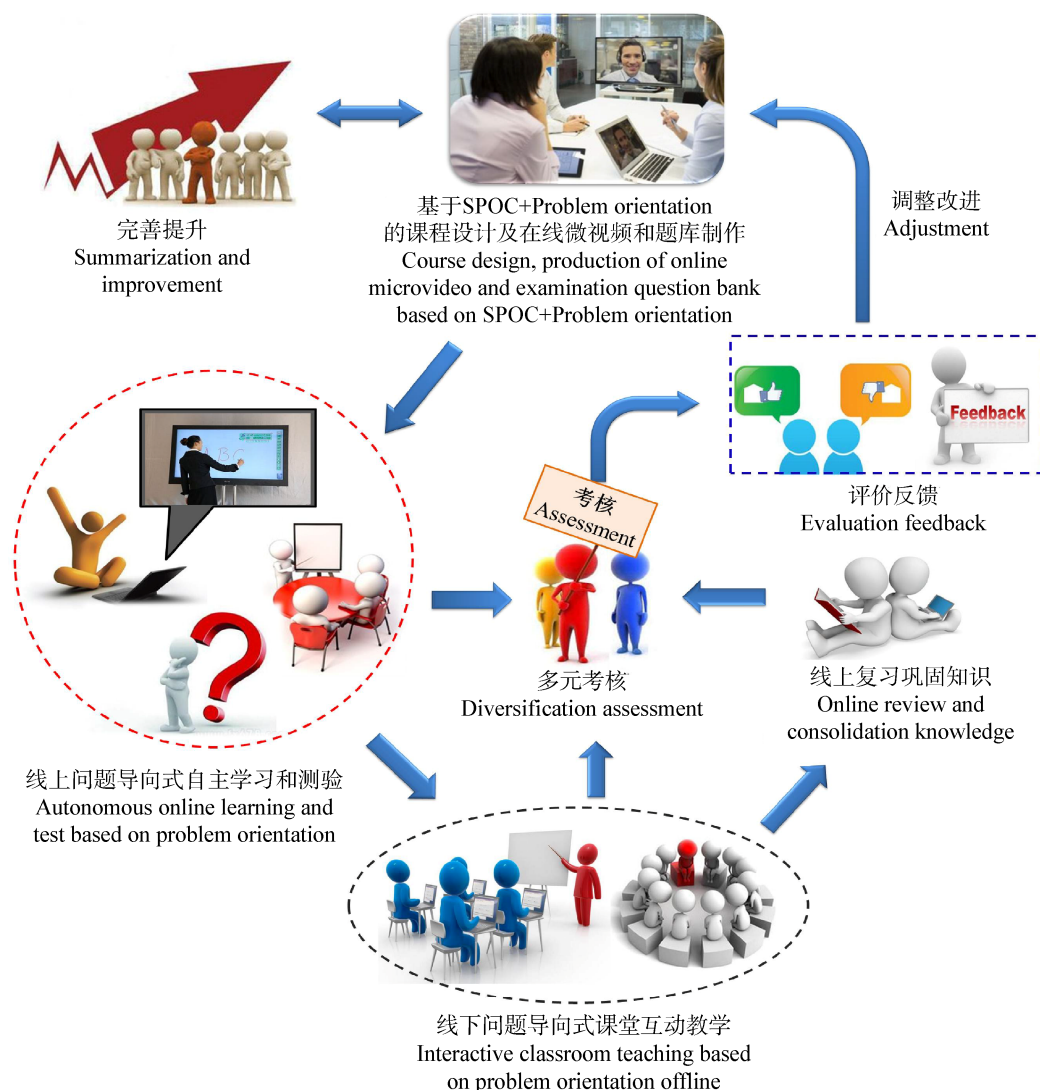 完善提升
Summarization and
improvement
基于SPOC+Problem orientation
的课程设计及在线微视频和题库制作
Course design, production of online
microvideo and examination question bank
based on SPOC+Problem orientation
调整改进
Adjustment
Feedback
评价反馈
Evaluation feedback
考核
Assessment
多元考核
Diversification assessment
线上复习巩固知识
Online review and
consolidation knowledge
线上问题导向式自主学习和测验
Autonomous online learning and
test based on problem orientation
线下问题导向式课堂互动教学
Interactive classroom teaching based
on problem orientation offline